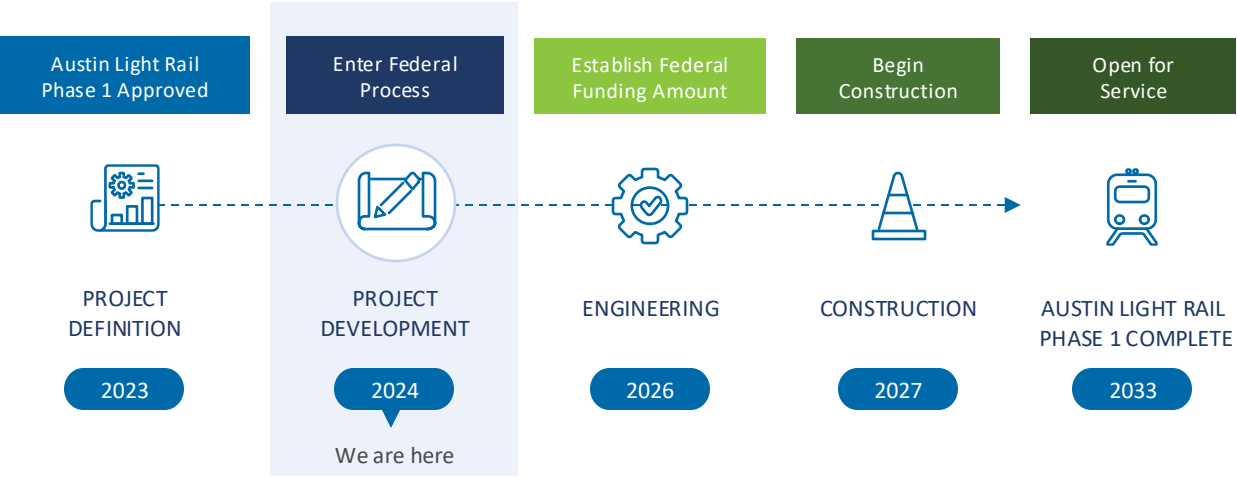 Austin Light Rail
Phase 1 Approved
Enter Federal
Process
Establish Federal
Funding Amount
Begin
Construction
Open for
Service
PROJECT
DEFINITION
PROJECT
DEVELOPMENT
ENGINEERING
CONSTRUCTION
AUSTIN LIGHT RAIL
PHASE 1 COMPLETE
2023
2024
2026
2027
2033
We are here